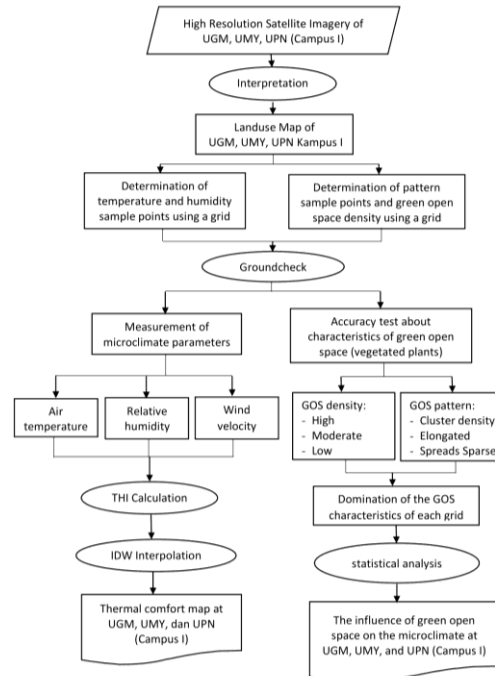 High Resolution Satellite Imagery of
UGM, UMY, UPN (Campus I)
Interpretation
Landuse Map of
UGM, UMY, UPN Kampus I
Determination of
temperature and humidity
sample points using a grid
Determination of pattern
sample points and green open
space density using a grid
Groundcheck
Measurement of
microclimate parameters
Accuracy test about
characteristics of green open
space (vegetated plants)
Air
temperature
Relative
humidity
Wind
velocity
GOS density:
- High
- Moderate
- Low
GOS pattern:
- Cluster density
- Elongated
- Spreads Sparse
THI Calculation
Domination of the GOS
characteristics of each grid
IDW Interpolation
statistical analysis
Thermal comfort map at
UGM, UMY, dan UPN
(Campus I)
The influence of green open
space on the microclimate at
UGM, UMY, and UPN (Campus I)